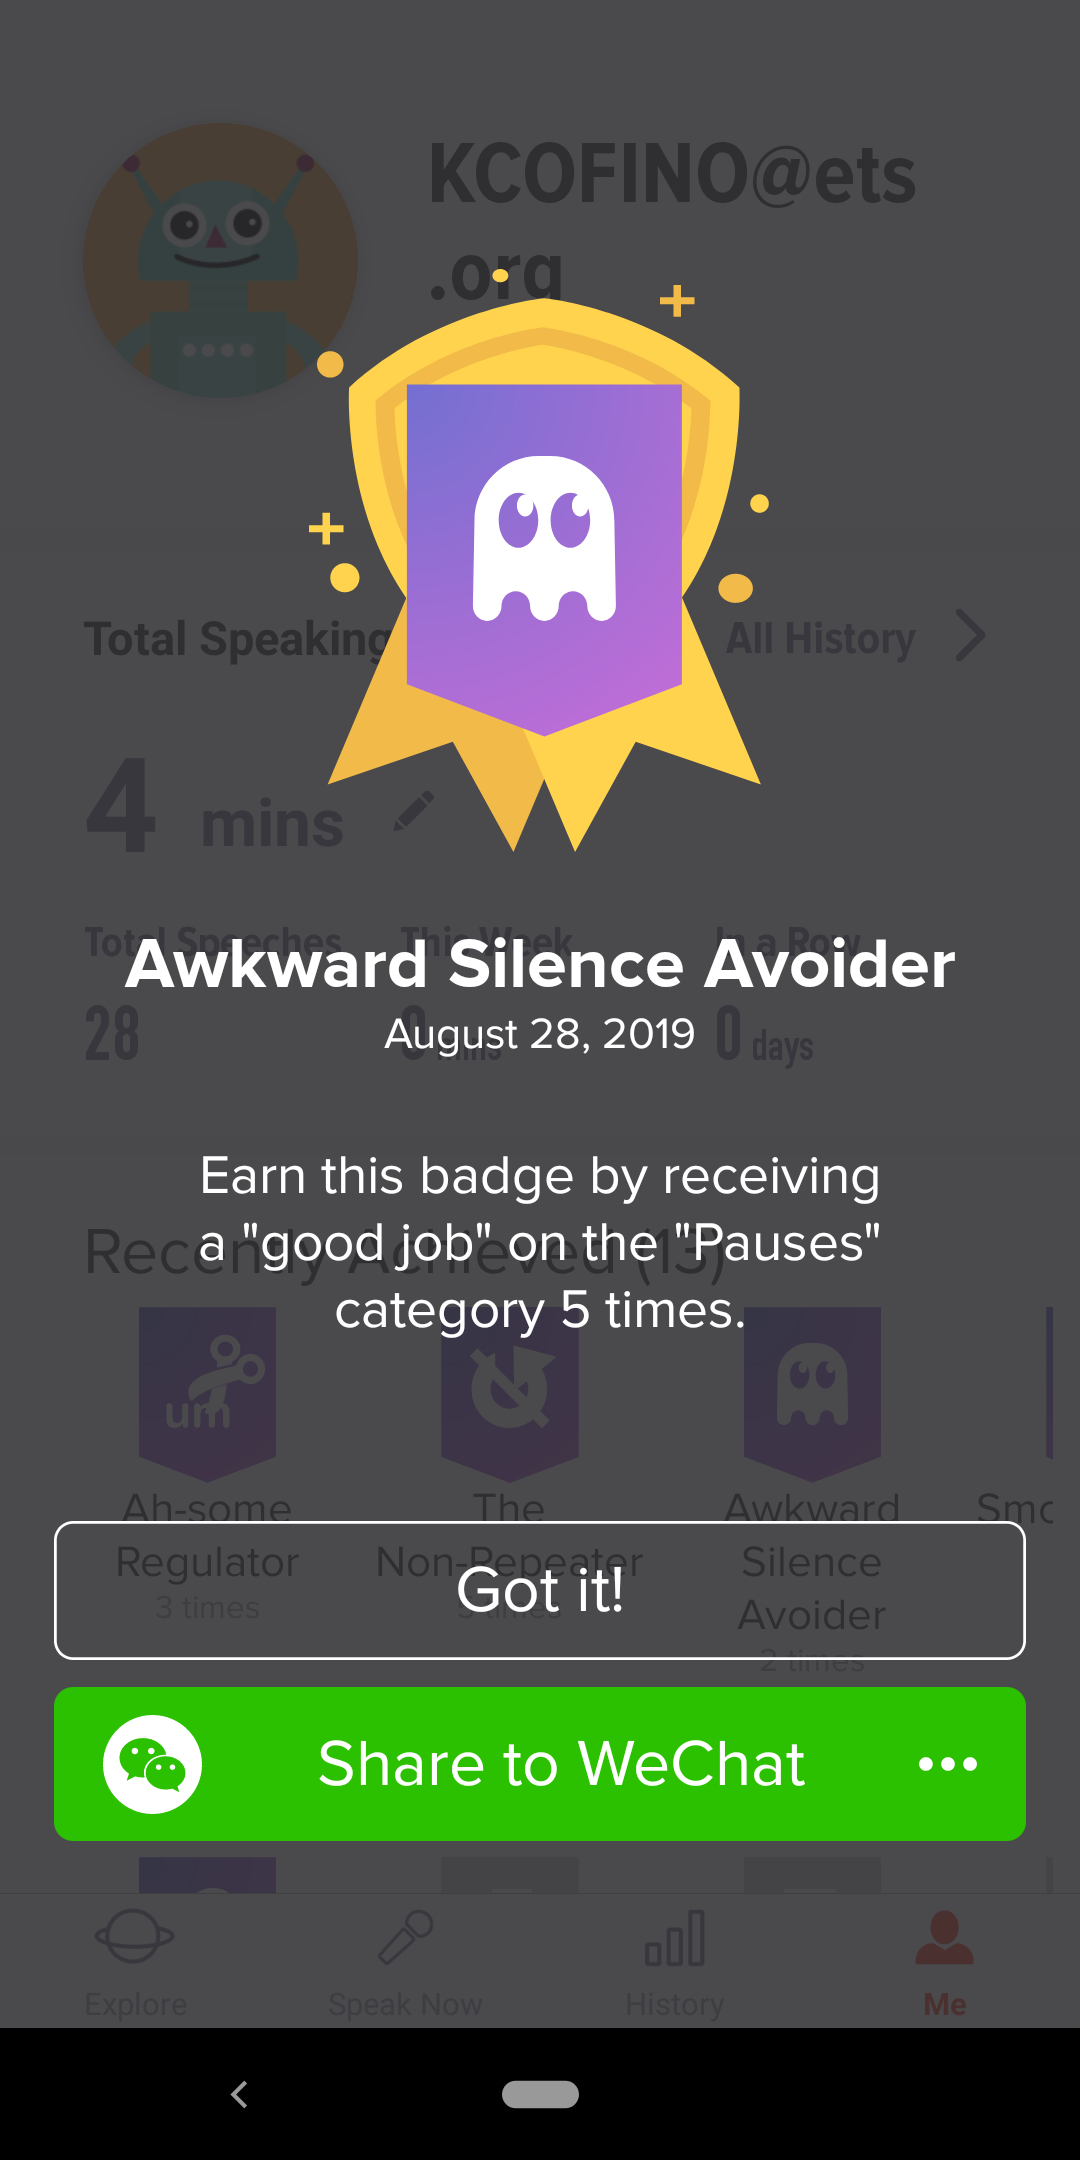 KCOFINO@ets
.org
Total Speaking
All History
4 mins
Total Speeches
This Week
In a Row
Awkward Silence Avoider
28
0 mins
0 days
August 28, 2019
Earn this badge by receiving
a "good job" on the "Pauses"
category 5 times.
Recently Achieved (13)
um
Ah-some
Regulator
3 times
The
Non-Repeater
Awkward
Silence
Avoider
2 times
Smo
Got it!
Share to WeChat
Explore
Speak Now
History
Me